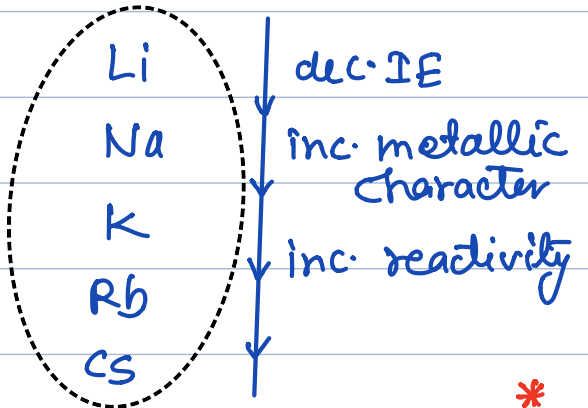 Li
dec. IE
Na
inc. metallic
character
K
inc. reactivity
Rb
Cs
*